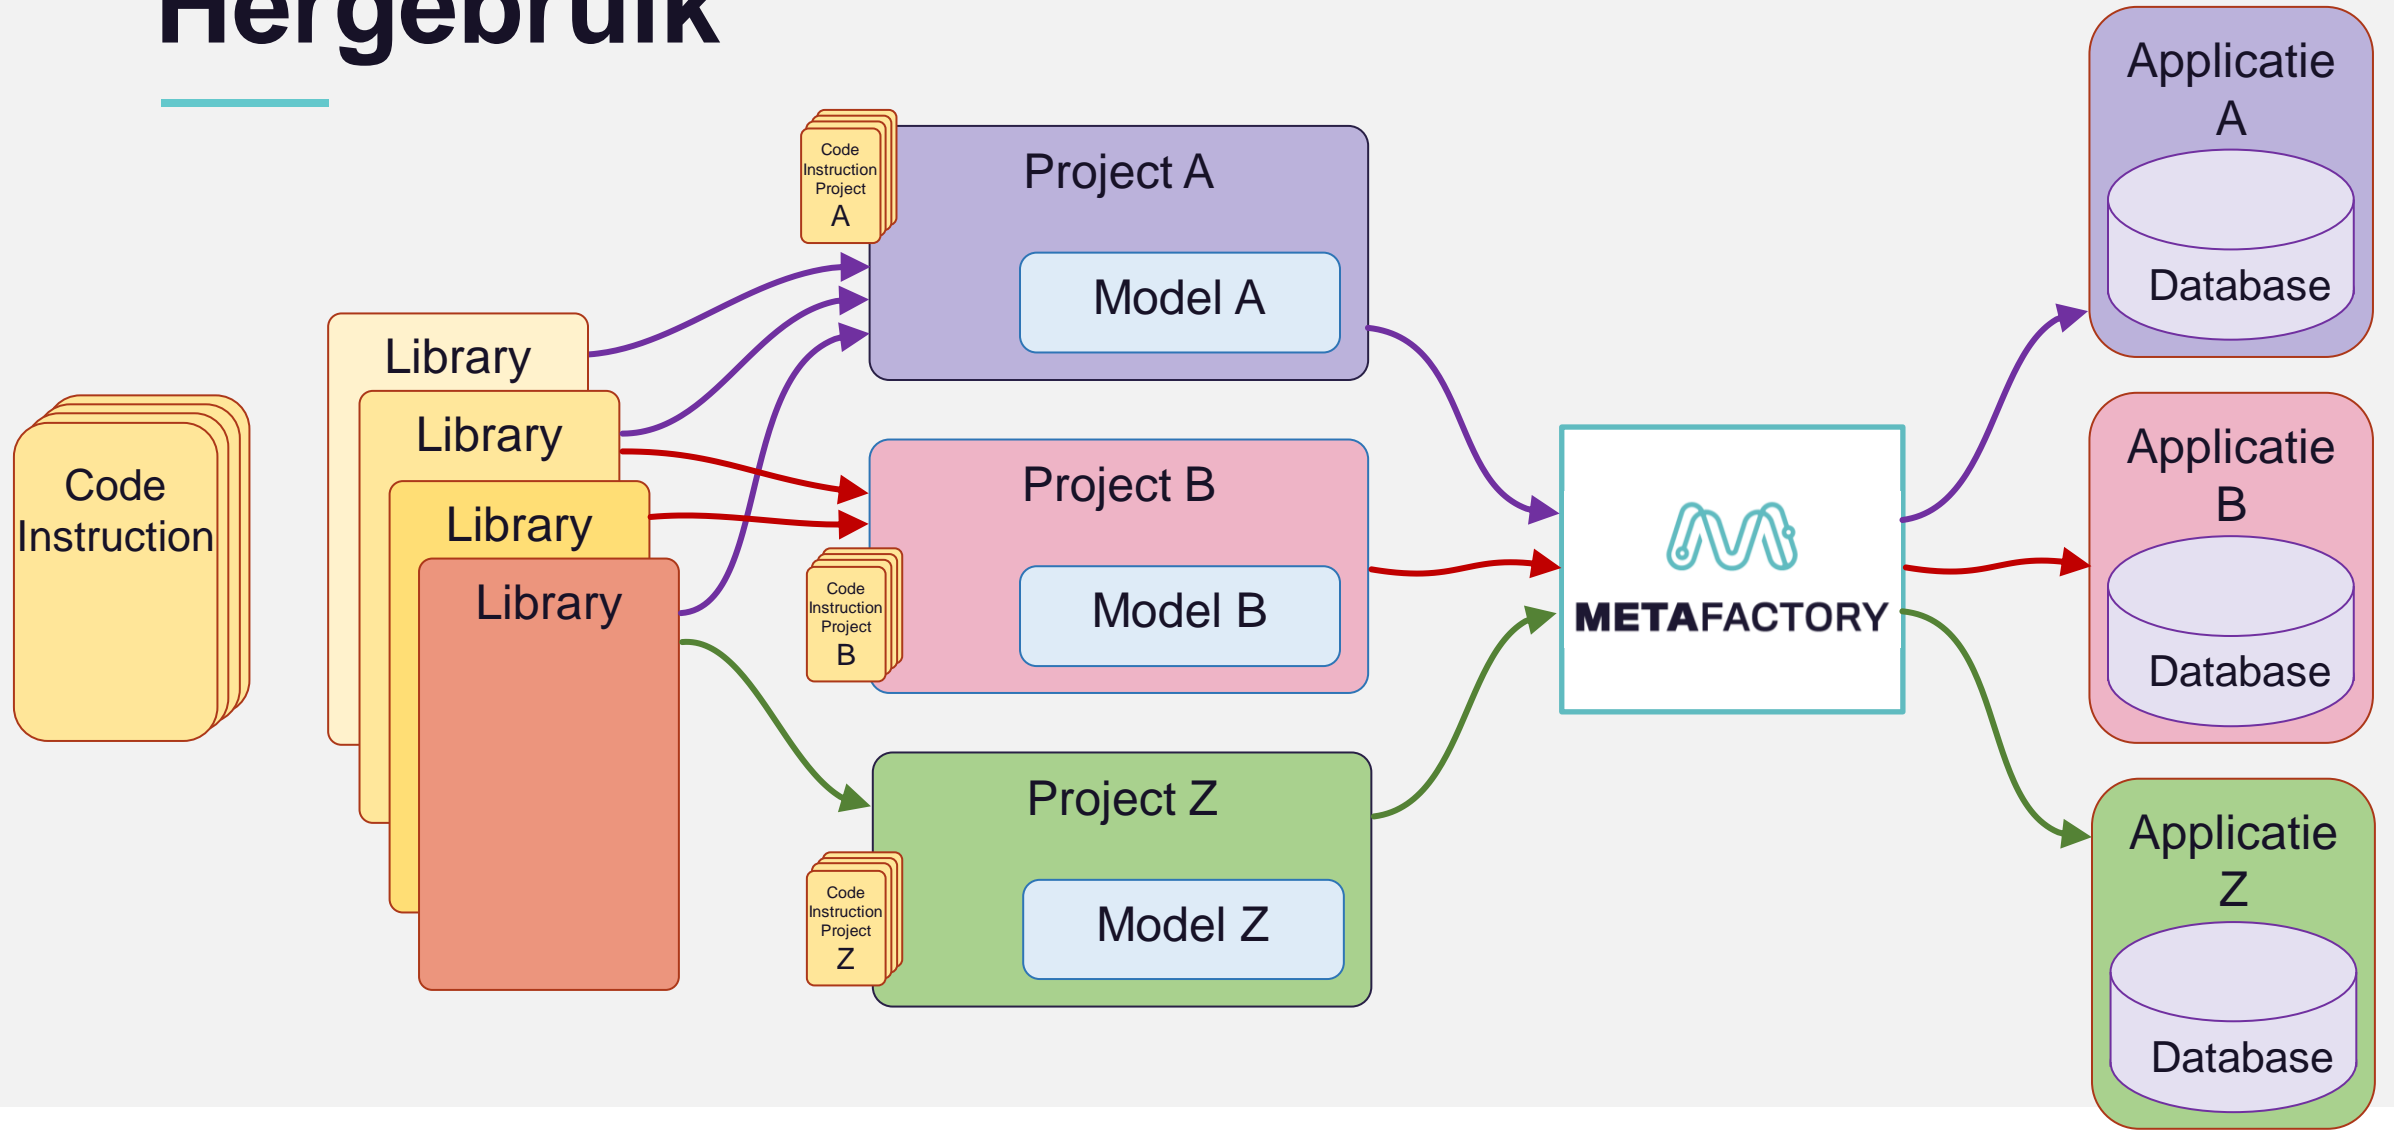 Hergebruik
Code
Instruction
Library
Library
Library
Library
Code
Instruction
Project
A
Project A
Model A
Project B
Code
Instruction
Project
B
Model B
Project Z
Code
Instruction
Project
Z
Model Z
METAFACTORY
Applicatie
A
Database
Applicatie
B
Database
Applicatie
Z
Database